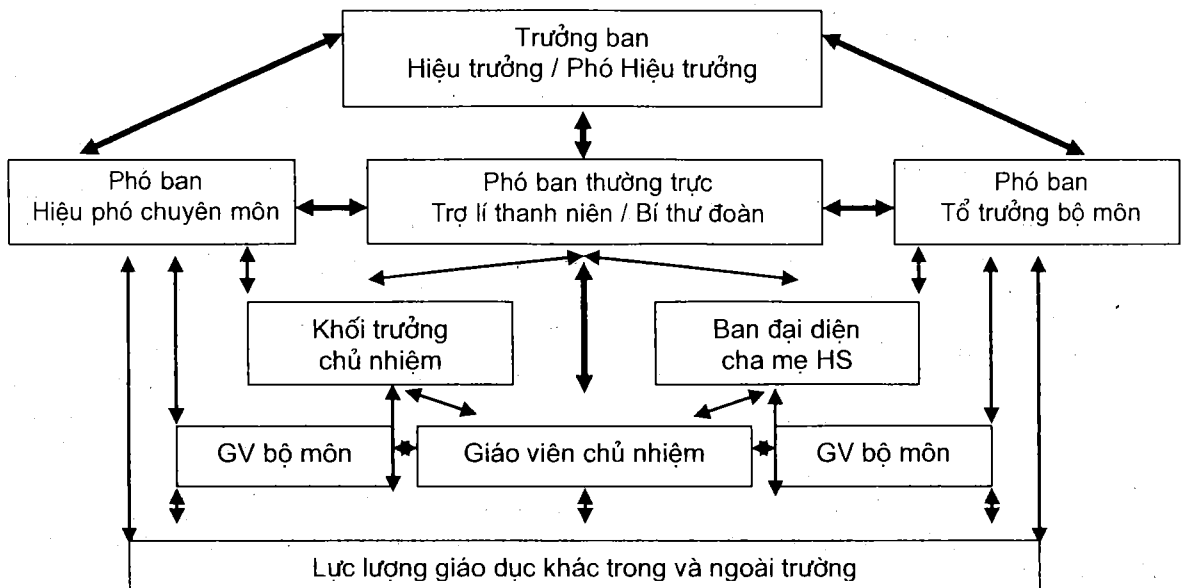 Trưởng ban
Hiệu trưởng / Phó Hiệu trưởng
Phó ban
Hiệu phó chuyên môn
Phó ban thường trực
Trợ lí thanh niên / Bí thư đoàn
Phó ban
Tổ trưởng bộ môn
Khối trưởng
chủ nhiệm
Ban đại diện
cha mẹ HS
GV bộ môn
Giáo viên chủ nhiệm
GV bộ môn
Lực lượng giáo dục khác trong và ngoài trường